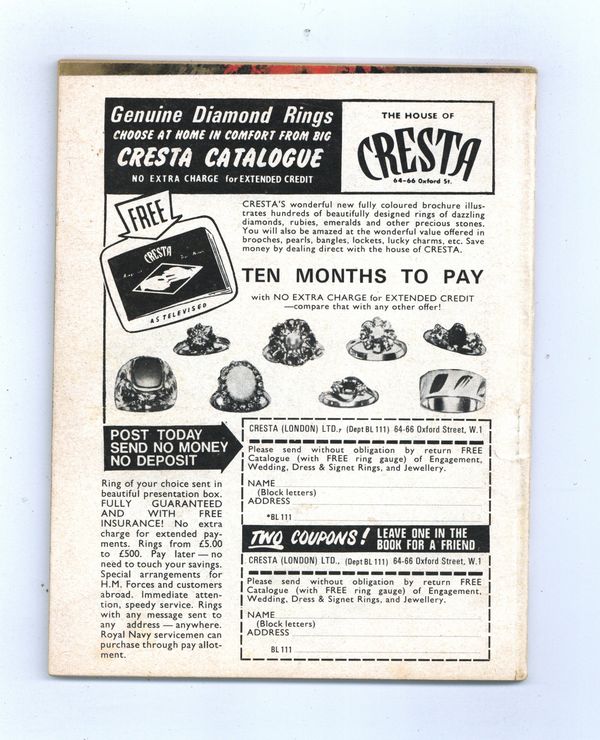 Genuine Diamond Rings
CHOOSE AT HOME IN COMFORT FROM BIG
CRESTA CATALOGUE
NO EXTRA CHARGE for EXTENDED CREDIT
THE HOUSE OF
CRESTA
64-66 Oxford St.
FREE
CRESTA
AS TELEVISED
CRESTA'S wonderful new fully coloured brochure illus-
trates hundreds of beautifully designed rings of dazzling
diamonds, rubies, emeralds and other precious stones.
You will also be amazed at the wonderful value offered in
brooches, pearls, bangles, lockets, lucky charms, etc. Save
money by dealing direct with the house of CRESTA.
TEN MONTHS TO PAY
with NO EXTRA CHARGE for EXTENDED CREDIT
—compare that with any other offer!
POST TODAY
SEND NO MONEY
NO DEPOSIT
Ring of your choice sent in
beautiful presentation box.
FULLY GUARANTEED
AND WITH FREE
INSURANCE! No extra
charge for extended pay-
ments. Rings from £5.00
to £500. Pay later — no
need to touch your savings.
Special arrangements for
H.M. Forces and customers
abroad. Immediate atten-
tion, speedy service. Rings
with any message sent to
any address — anywhere.
Royal Navy servicemen can
purchase through pay allot-
ment.
CRESTA (LONDON) LTD., (Dept BL 111) 64-66 Oxford Street, W.1
Please send without obligation by return FREE
Catalogue (with FREE ring gauge) of Engagement,
Wedding, Dress & Signet Rings, and Jewellery.
NAME
(Block letters)
ADDRESS
*BL 111
TWO COUPONS! LEAVE ONE IN THE
BOOK FOR A FRIEND
CRESTA (LONDON) LTD., (Dept BL 111) 64-66 Oxford Street, W.1
Please send without obligation by return FREE
Catalogue (with FREE ring gauge) of Engagement,
Wedding, Dress & Signet Rings, and Jewellery.
NAME
(Block letters)
ADDRESS
BL 111